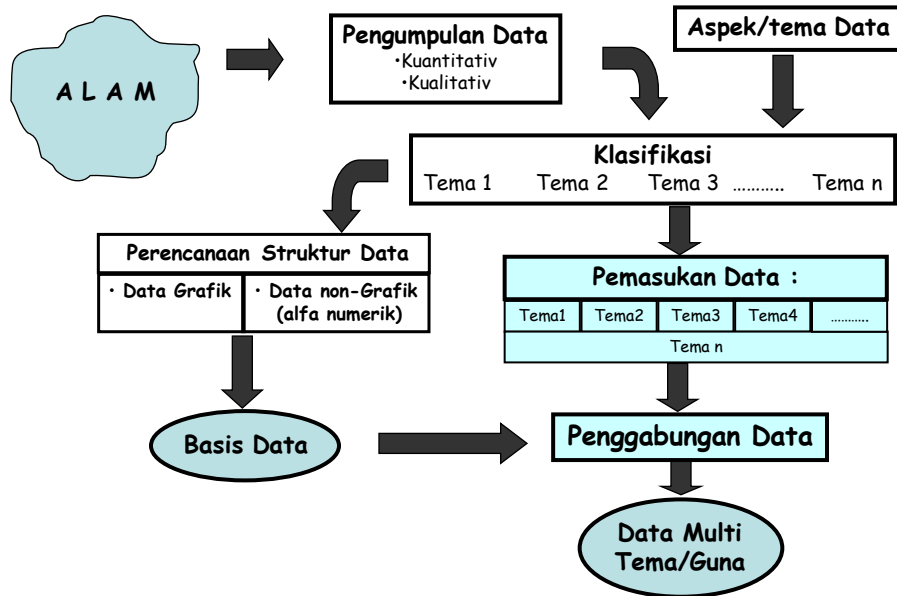 A L A M
Pengumpulan Data
•Kuantitativ
•Kualitativ
Aspek/tema Data
Klasifikasi
Tema 1 Tema 2 Tema 3 ……….. Tema n
Perencanaan Struktur Data
• Data Grafik
• Data non-Grafik
(alfa numerik)
Pemasukan Data :
Tema1 Tema2 Tema3 Tema4 ………..
Tema n
Basis Data
Penggabungan Data
Data Multi
Tema/Guna